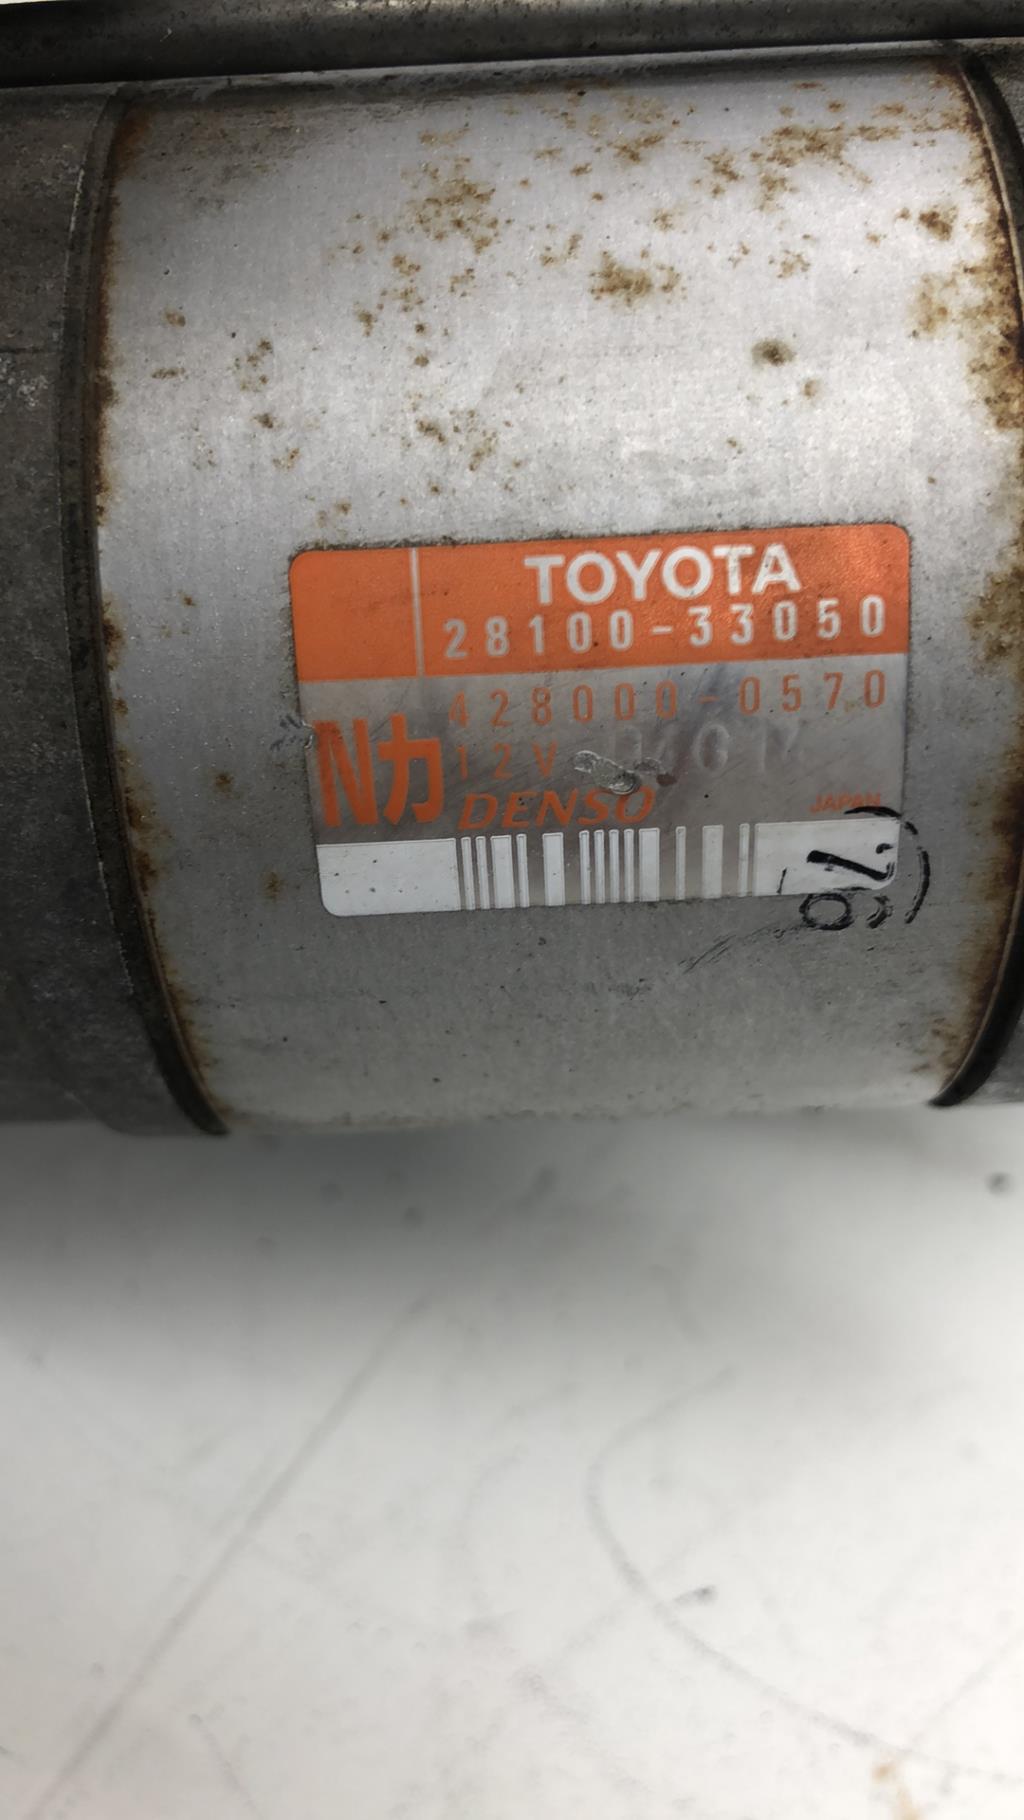 TOYOTA
28100-33050
428000-0570
Nカ
12V
DENSO
JAPAN